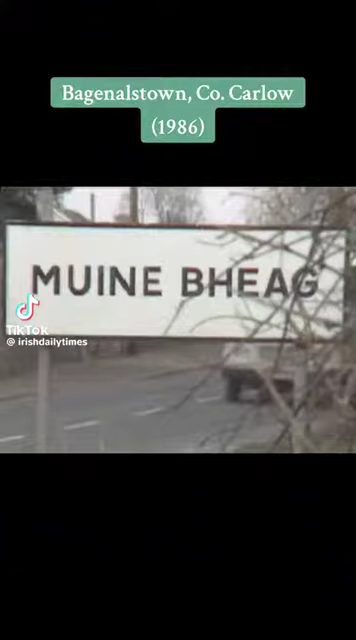 Bagenalstown, Co. Carlow
(1986)
MUINE BHEAG
TikTok
@ irishdailytimes